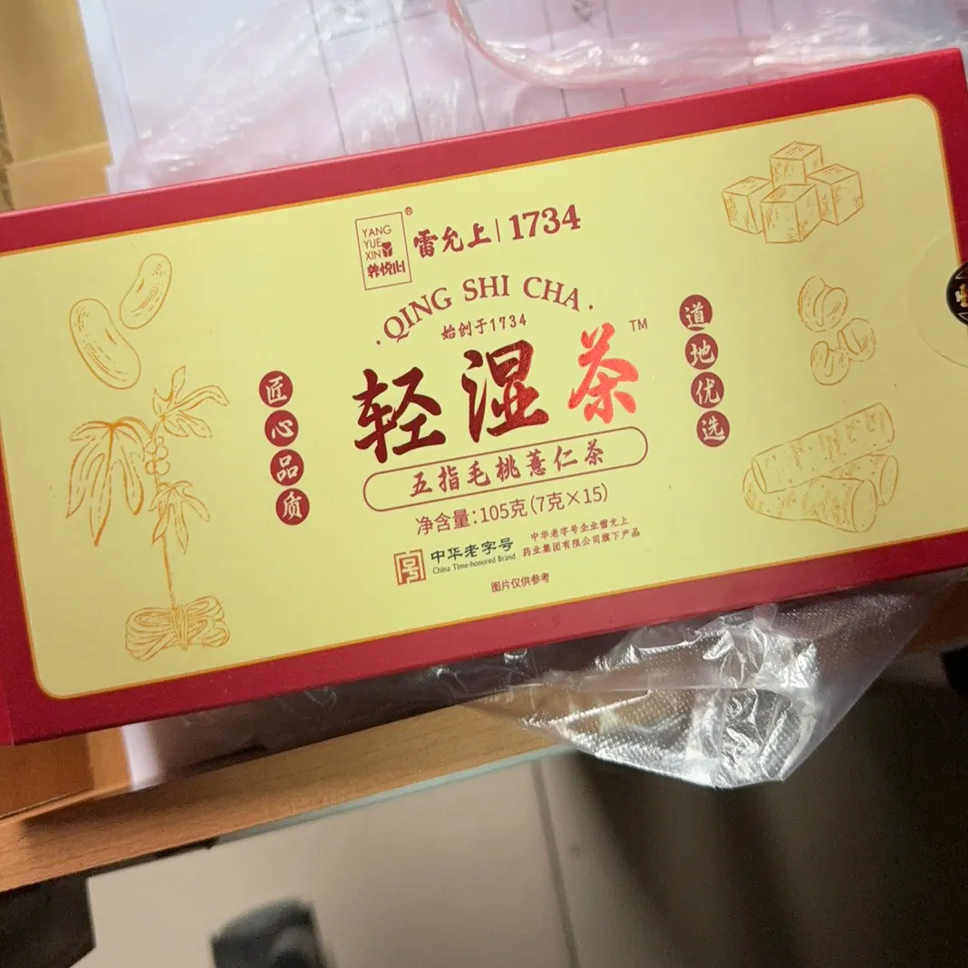 YANG
YUE
XIN
养悦心
®
雷允上|1734
·QING SHI CHA·
始创于1734
轻湿茶™
五指毛桃薏仁茶
净含量:105克(7克×15)
匠心品质
道地优选
中华老字号
China Time-honored Brand
中华老字号企业雷允上
药业集团有限公司旗下产品
图片仅供参考